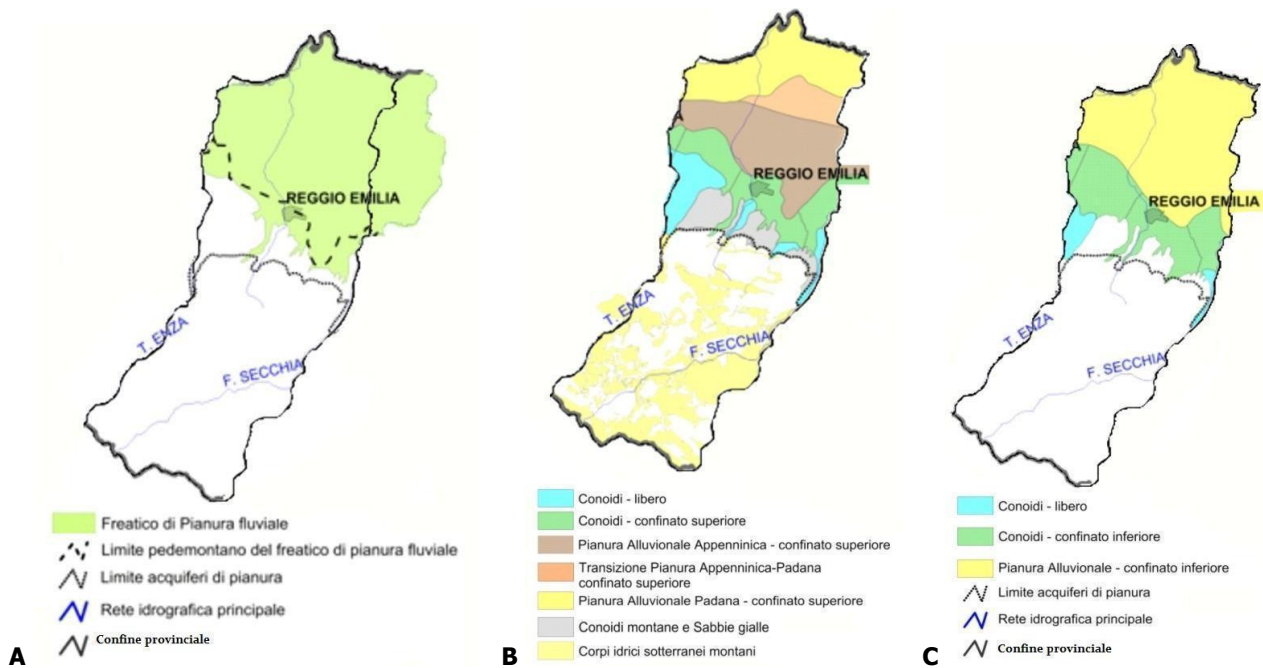 REGGIO EMILIA
T. ENZA
F. SECCHIA
Freatico di Pianura fluviale
Limite pedemontano del freatico di pianura fluviale
Limite acquiferi di pianura
Rete idrografica principale
Confine provinciale
A
REGGIO EMILIA
T. ENZA
F. SECCHIA
Conoidi - libero
Conoidi - confinato superiore
Pianura Alluvionale Appenninica - confinato superiore
Transizione Pianura Appenninica-Padana
confinato superiore
Pianura Alluvionale Padana - confinato superiore
Conoidi montane e Sabbie gialle
Corpi idrici sotterranei montani
B
REGGIO EMILIA
T. ENZA
F. SECCHIA
Conoidi - libero
Conoidi - confinato inferiore
Pianura Alluvionale - confinato inferiore
Limite acquiferi di pianura
Rete idrografica principale
Confine provinciale
C